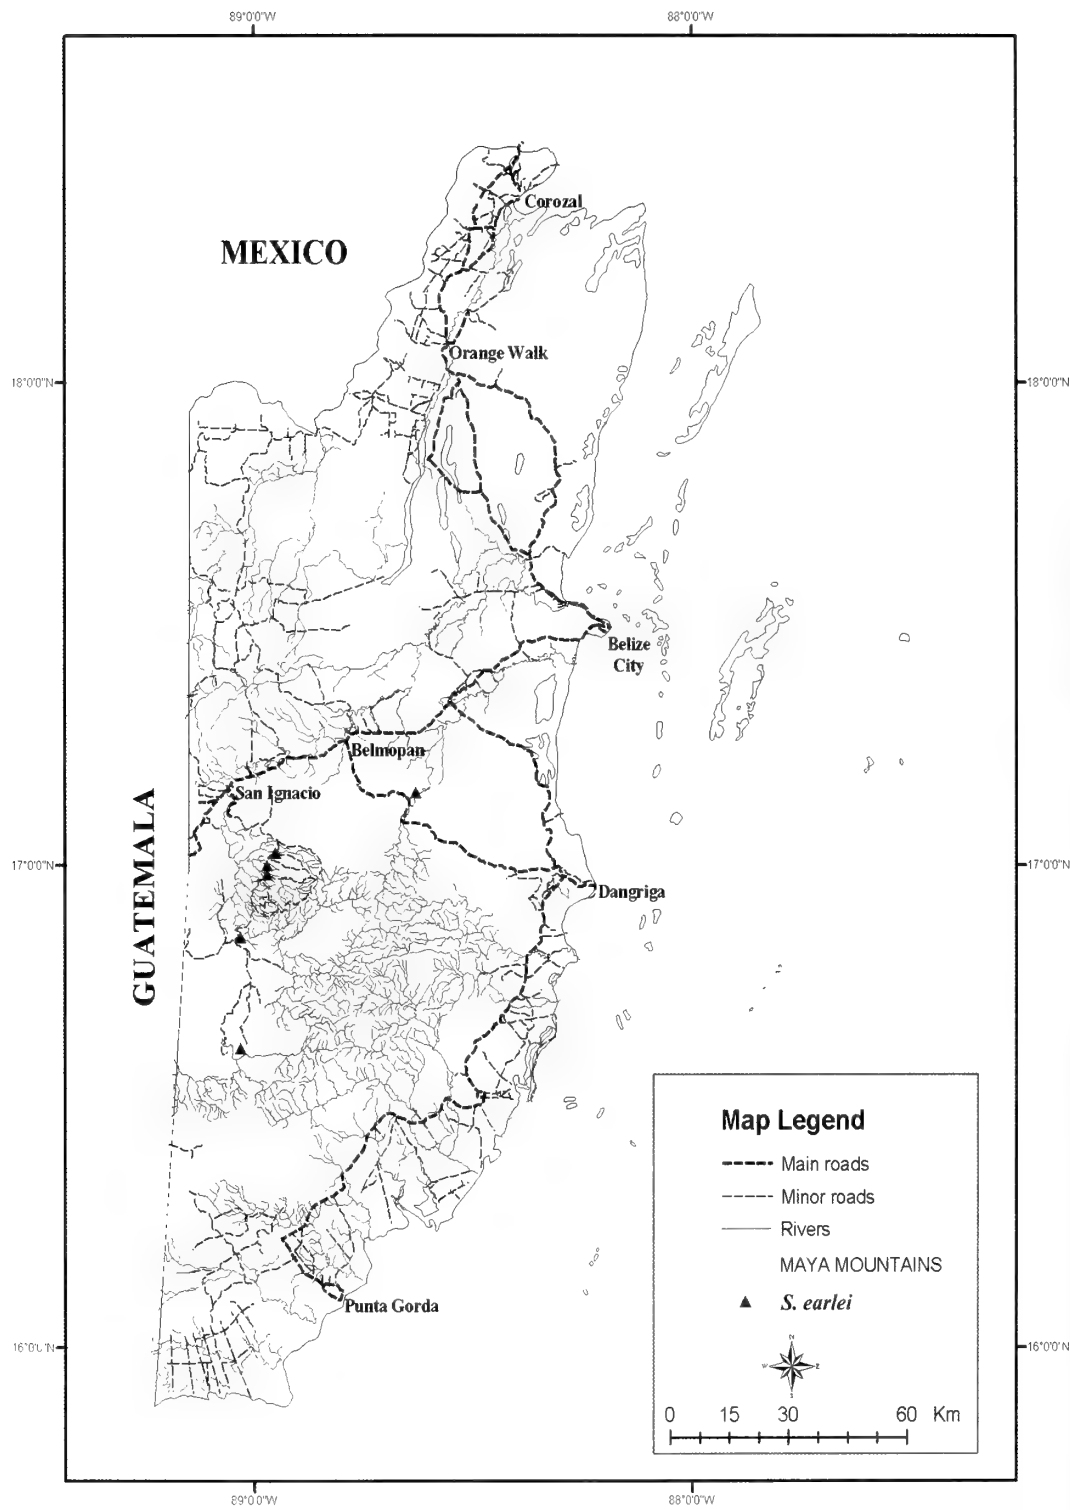 89°0'0"W 88°0'0"W
MEXICO
Corozal
Orange Walk
18°0'0"N 18°0'0"N
Belize
City
Belmopan
San Ignacio
GUATEMALA
17°0'0"N 17°0'0"N
Dangriga
Map Legend
Main roads
Minor roads
Rivers
MAYA MOUNTAINS
S. earlei
N
W E
S
Punta Gorda
16°0'0"N 16°0'0"N
0 15 30 60 Km
89°0'0"W 88°0'0"W